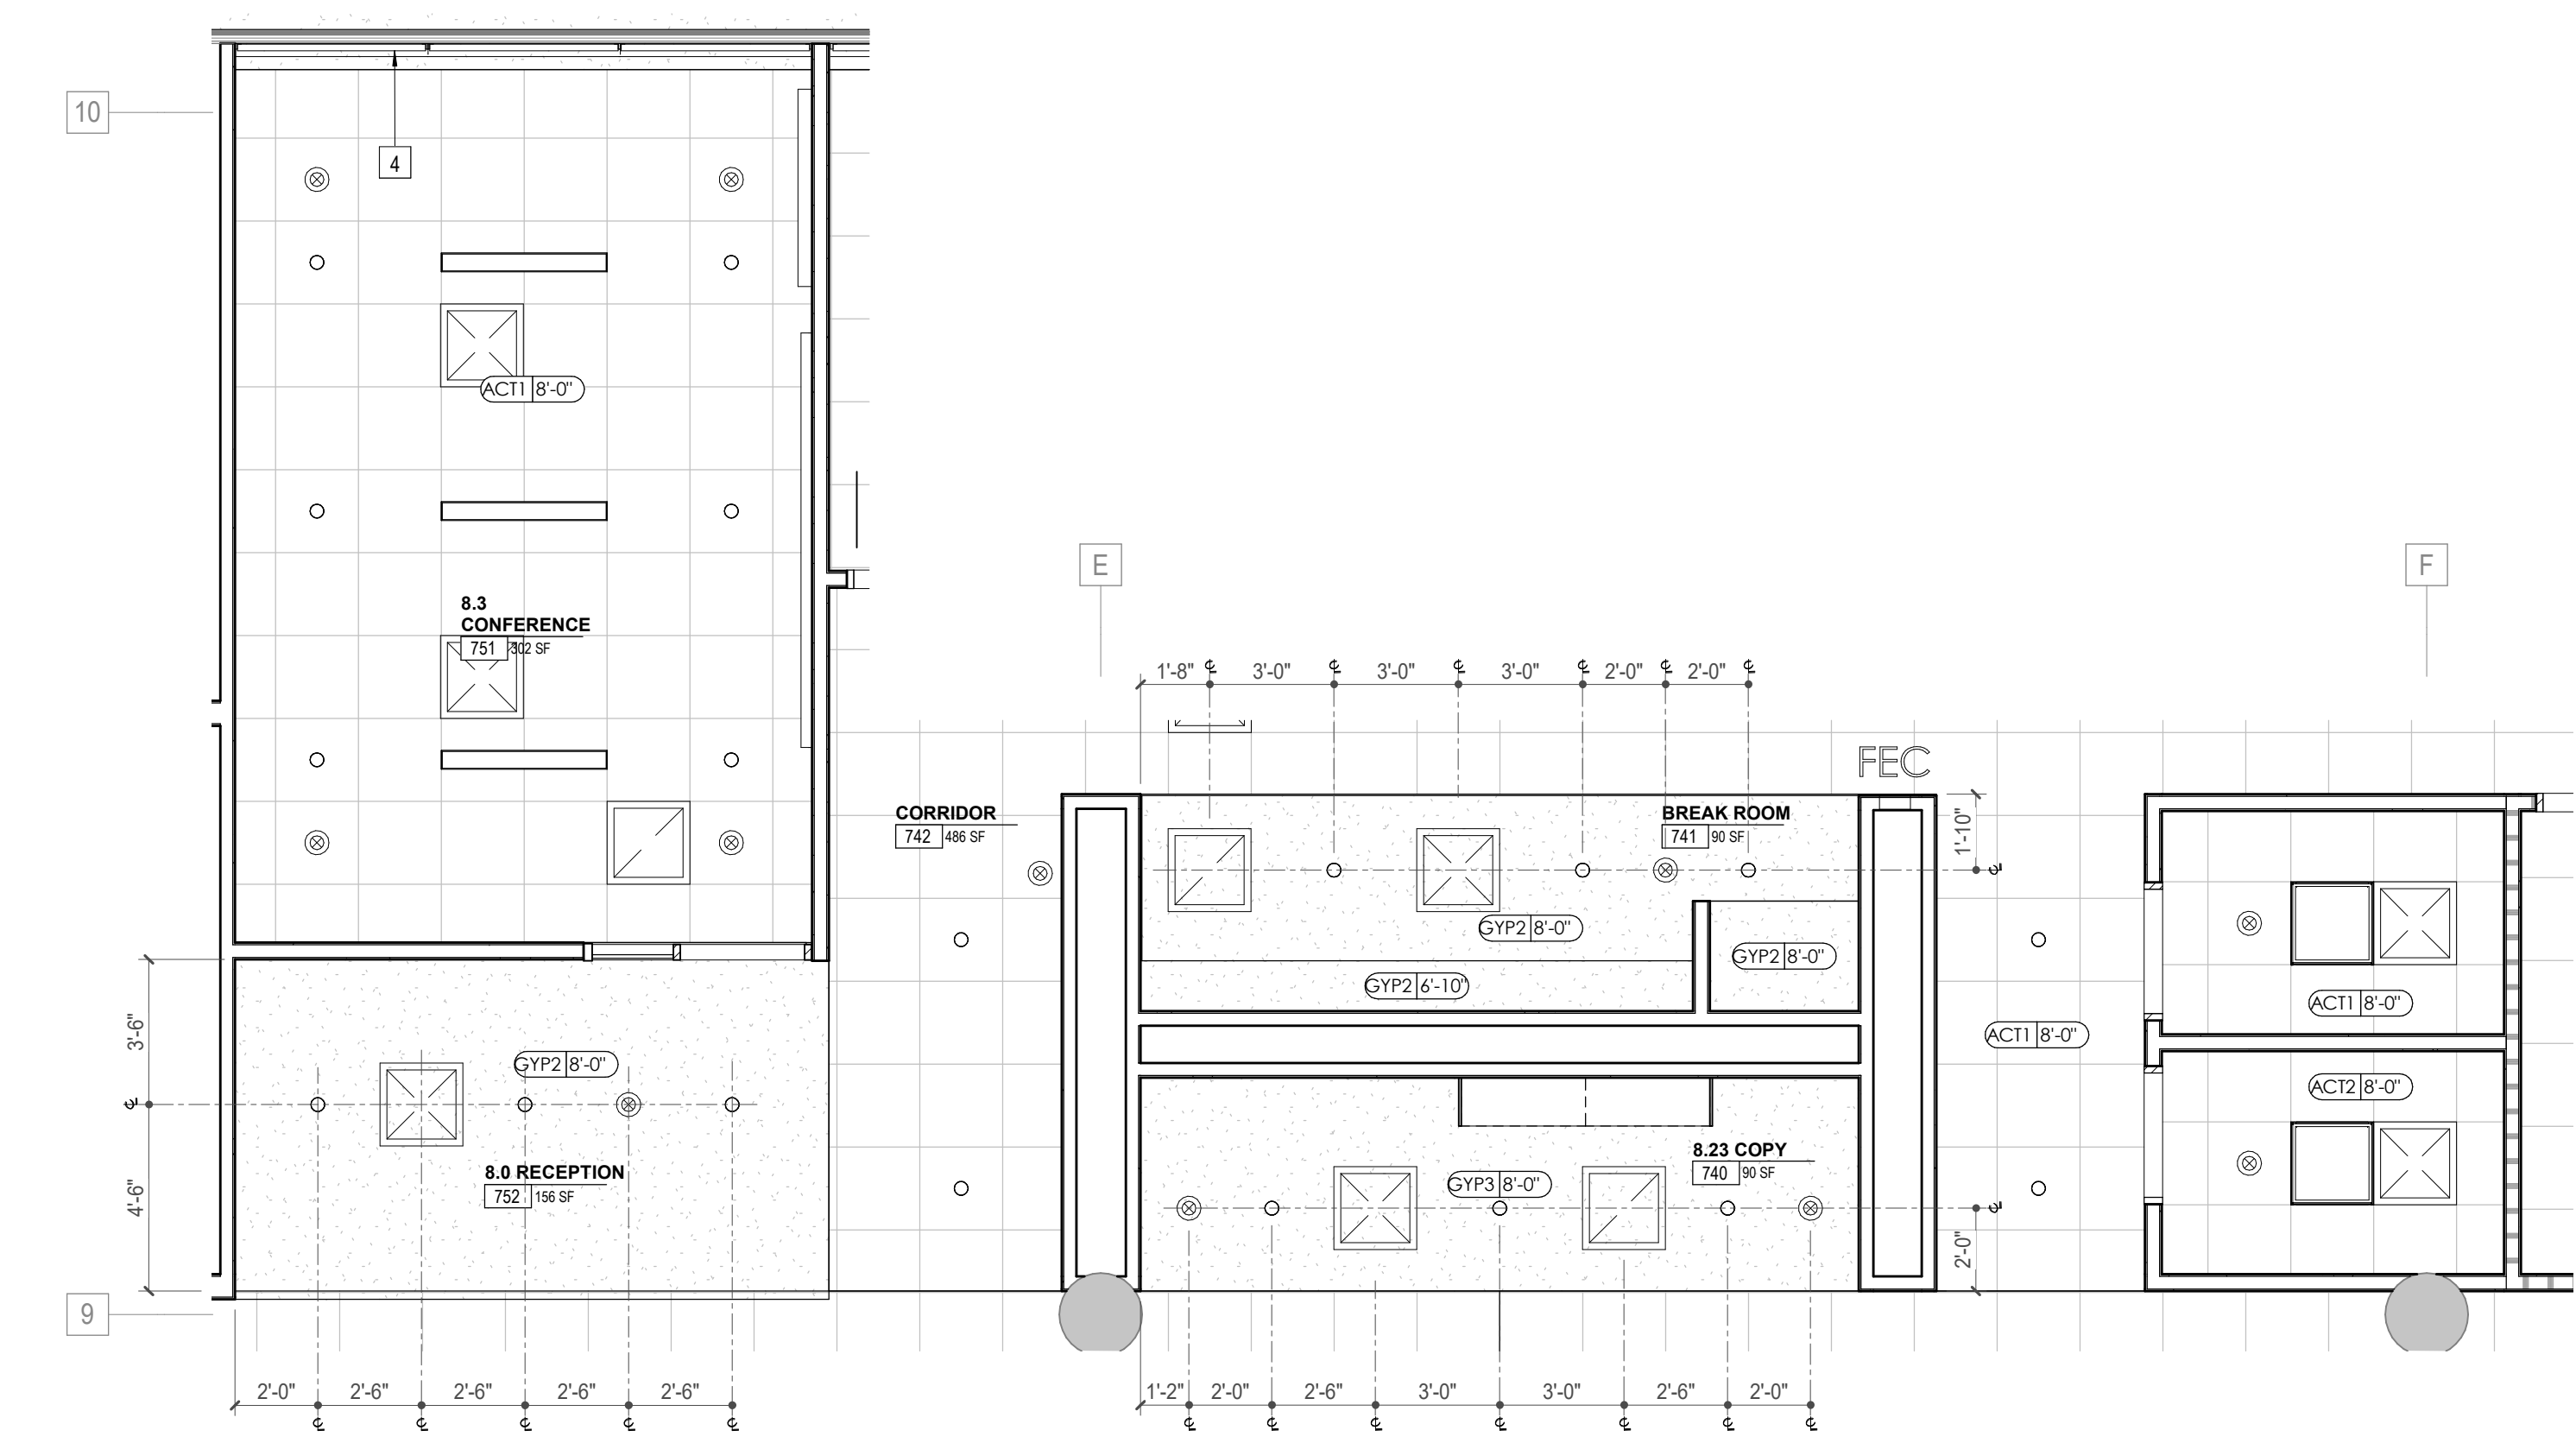 10
4
ACT1 8'-0"
8.3
CONFERENCE
751 302 SF
E
F
1'-8" 3'-0" 3'-0" 3'-0" 2'-0" 2'-0"
FEC
CORRIDOR
742 486 SF
BREAK ROOM
741 90 SF
1'-10"
GYP2 8'-0"
GYP2 8'-0"
GYP2 6'-10"
ACT1 8'-0"
ACT1 8'-0"
3'-6"
GYP2 8'-0"
ACT2 8'-0"
8.0 RECEPTION
752 156 SF
4'-6"
8.23 COPY
740 90 SF
GYP3 8'-0"
2'-0"
9
2'-0" 2'-6" 2'-6" 2'-6" 2'-6"
1'-2" 2'-0" 2'-6" 3'-0" 3'-0" 2'-6" 2'-0"